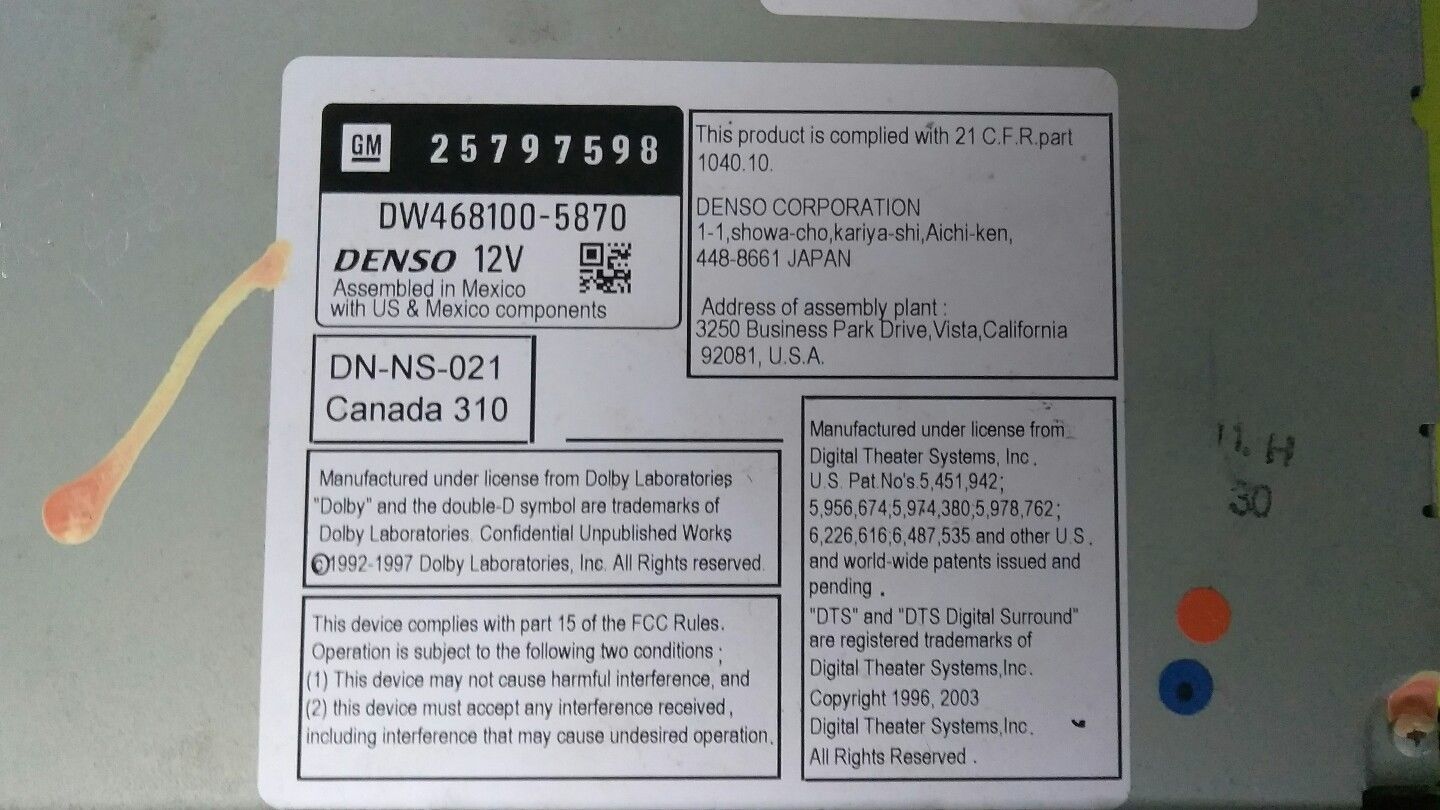 GM 25797598
DW468100-5870
DENSO 12V
Assembled in Mexico
with US & Mexico components
This product is complied with 21 C.F.R.part
1040.10.
DENSO CORPORATION
1-1,showa-cho,kariya-shi,Aichi-ken,
448-8661 JAPAN
Address of assembly plant :
3250 Business Park Drive,Vista,California
92081, U.S.A.
DN-NS-021
Canada 310
Manufactured under license from Dolby Laboratories
"Dolby" and the double-D symbol are trademarks of
Dolby Laboratories. Confidential Unpublished Works
©1992-1997 Dolby Laboratories, Inc. All Rights reserved.
This device complies with part 15 of the FCC Rules.
Operation is subject to the following two conditions ;
(1) This device may not cause harmful interference, and
(2) this device must accept any interference received,
including interference that may cause undesired operation.
Manufactured under license from
Digital Theater Systems, Inc.
U.S. Pat.No's.5,451,942;
5,956,674;5,974,380;5,978,762;
6,226,616;6,487,535 and other U.S.
and world-wide patents issued and
pending .
"DTS" and "DTS Digital Surround"
are registered trademarks of
Digital Theater Systems,Inc.
Copyright 1996, 2003
Digital Theater Systems,Inc.
All Rights Reserved .
11. H
30